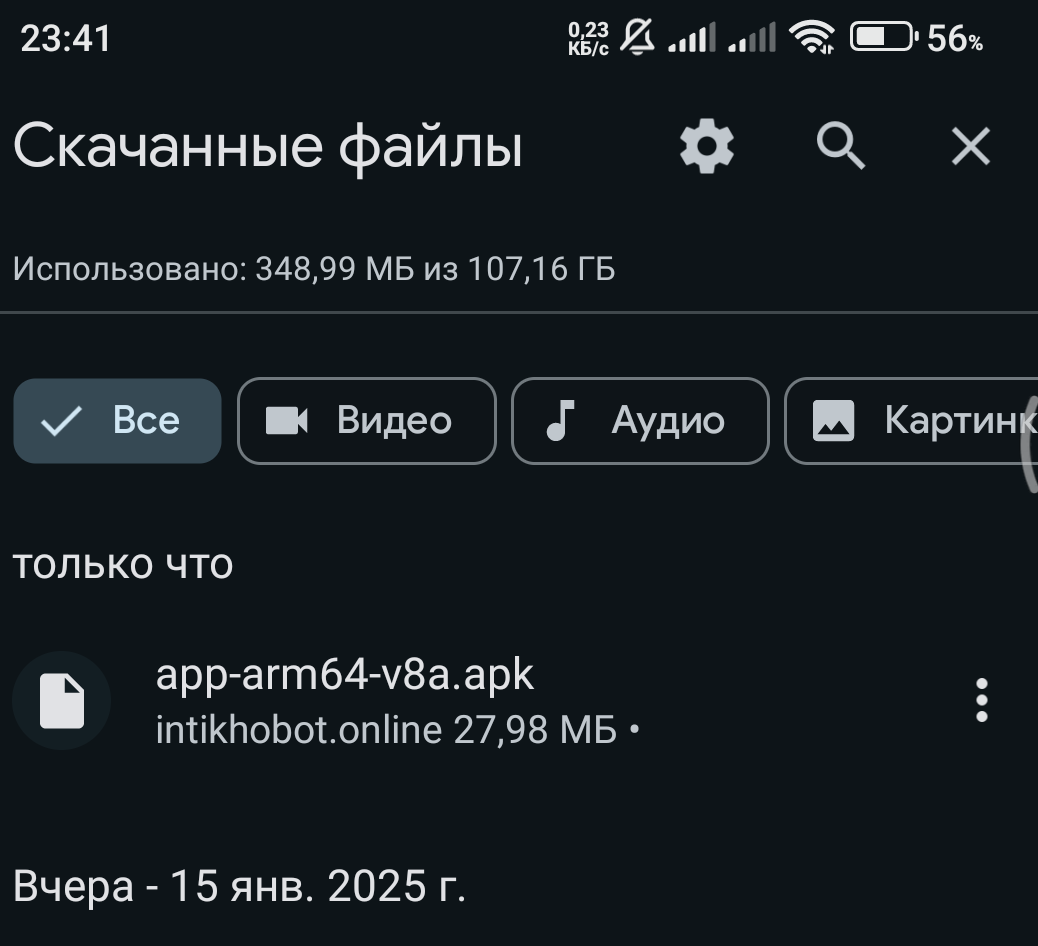 23:41
0,23
КБ/с
56%
Скачанные файлы
Использовано: 348,99 МБ из 107,16 ГБ
Все
Видео
Аудио
Картинк
только что
app-arm64-v8a.apk
intikhobot.online 27,98 МБ •
Вчера - 15 янв. 2025 г.